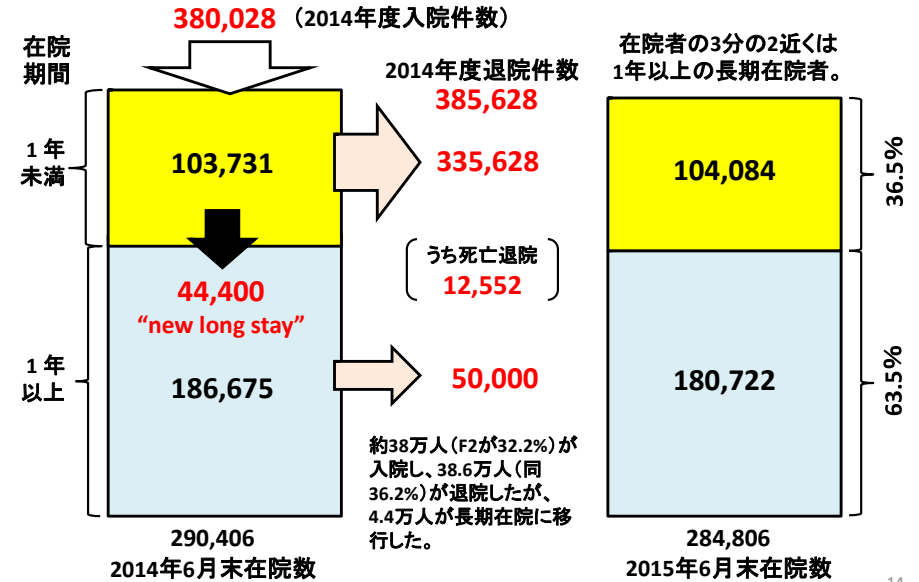 380,028 (2014年度入院件数)
在院
期間
1 年
未満
103,731
44,400
“new long stay”
1 年
以上
186,675
290,406
2014年6月末在院数
2014年度退院件数
385,628
335,628
うち死亡退院
12,552
50,000
約38万人(F2が32.2%)が
入院し、38.6万人(同
36.2%)が退院したが、
4.4万人が長期在院に移
行した。
在院者の3分の2近くは
1年以上の長期在院者。
104,084
36.5%
180,722
63.5%
284,806
2015年6月末在院数
14